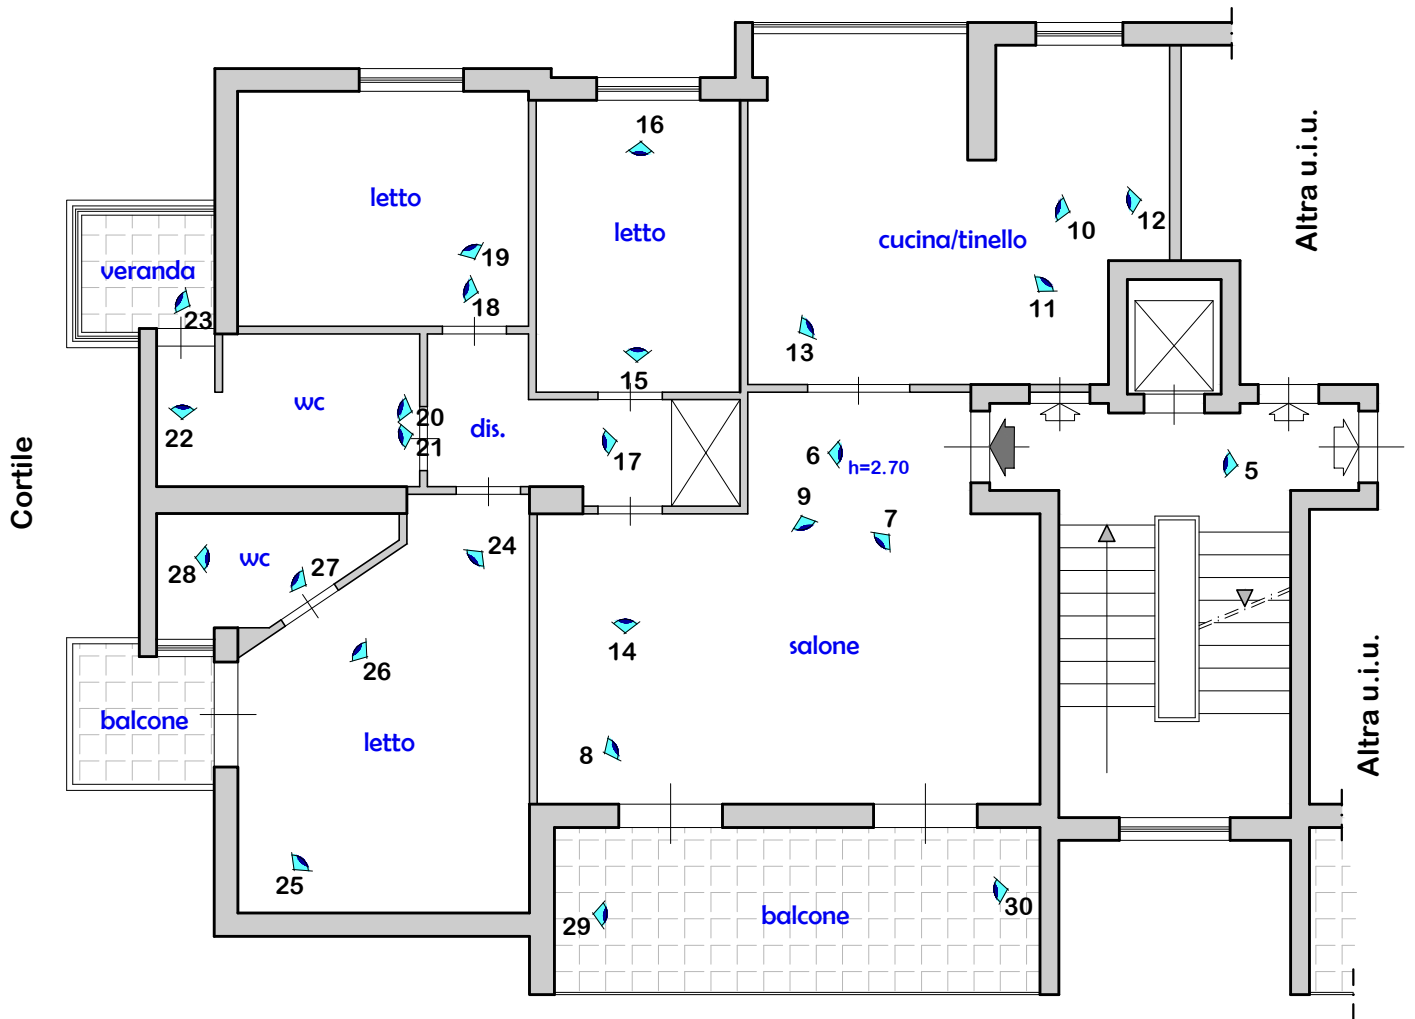 16
letto
letto
veranda
23
19
18
cucina/tinello
10
12
11
13
15
Altra u.i.u.
wc
20
21
22
dis.
17
6
h=2.70
5
Cortile
9
7
24
wc
27
28
14
salone
26
balcone
letto
8
25
29
balcone
30
Altra u.i.u.